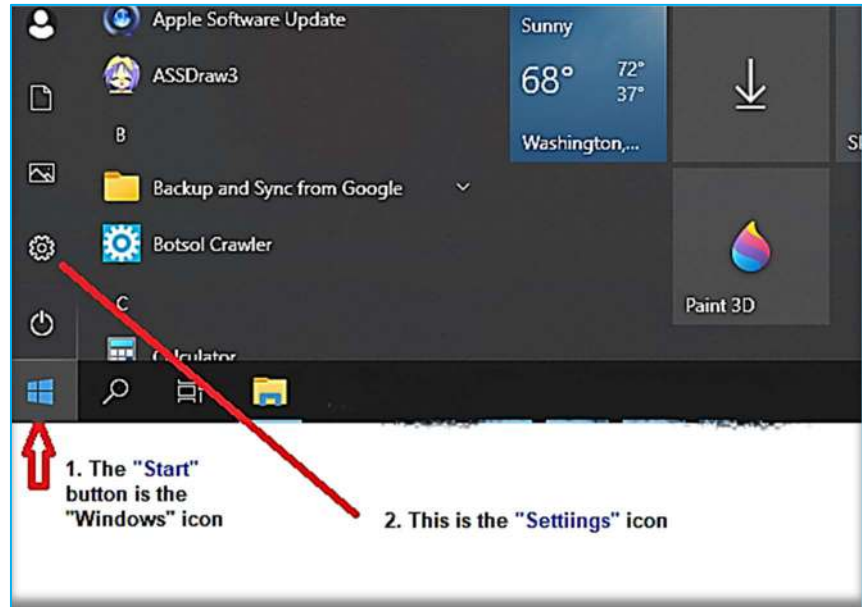 Apple Software Update
ASSDraw3
B
Backup and Sync from Google
Botsol Crawler
C
Calculator
Sunny
68° 72°
37°
Washington,...
Paint 3D
1. The "Start"
button is the
"Windows" icon
2. This is the "Settiings" icon